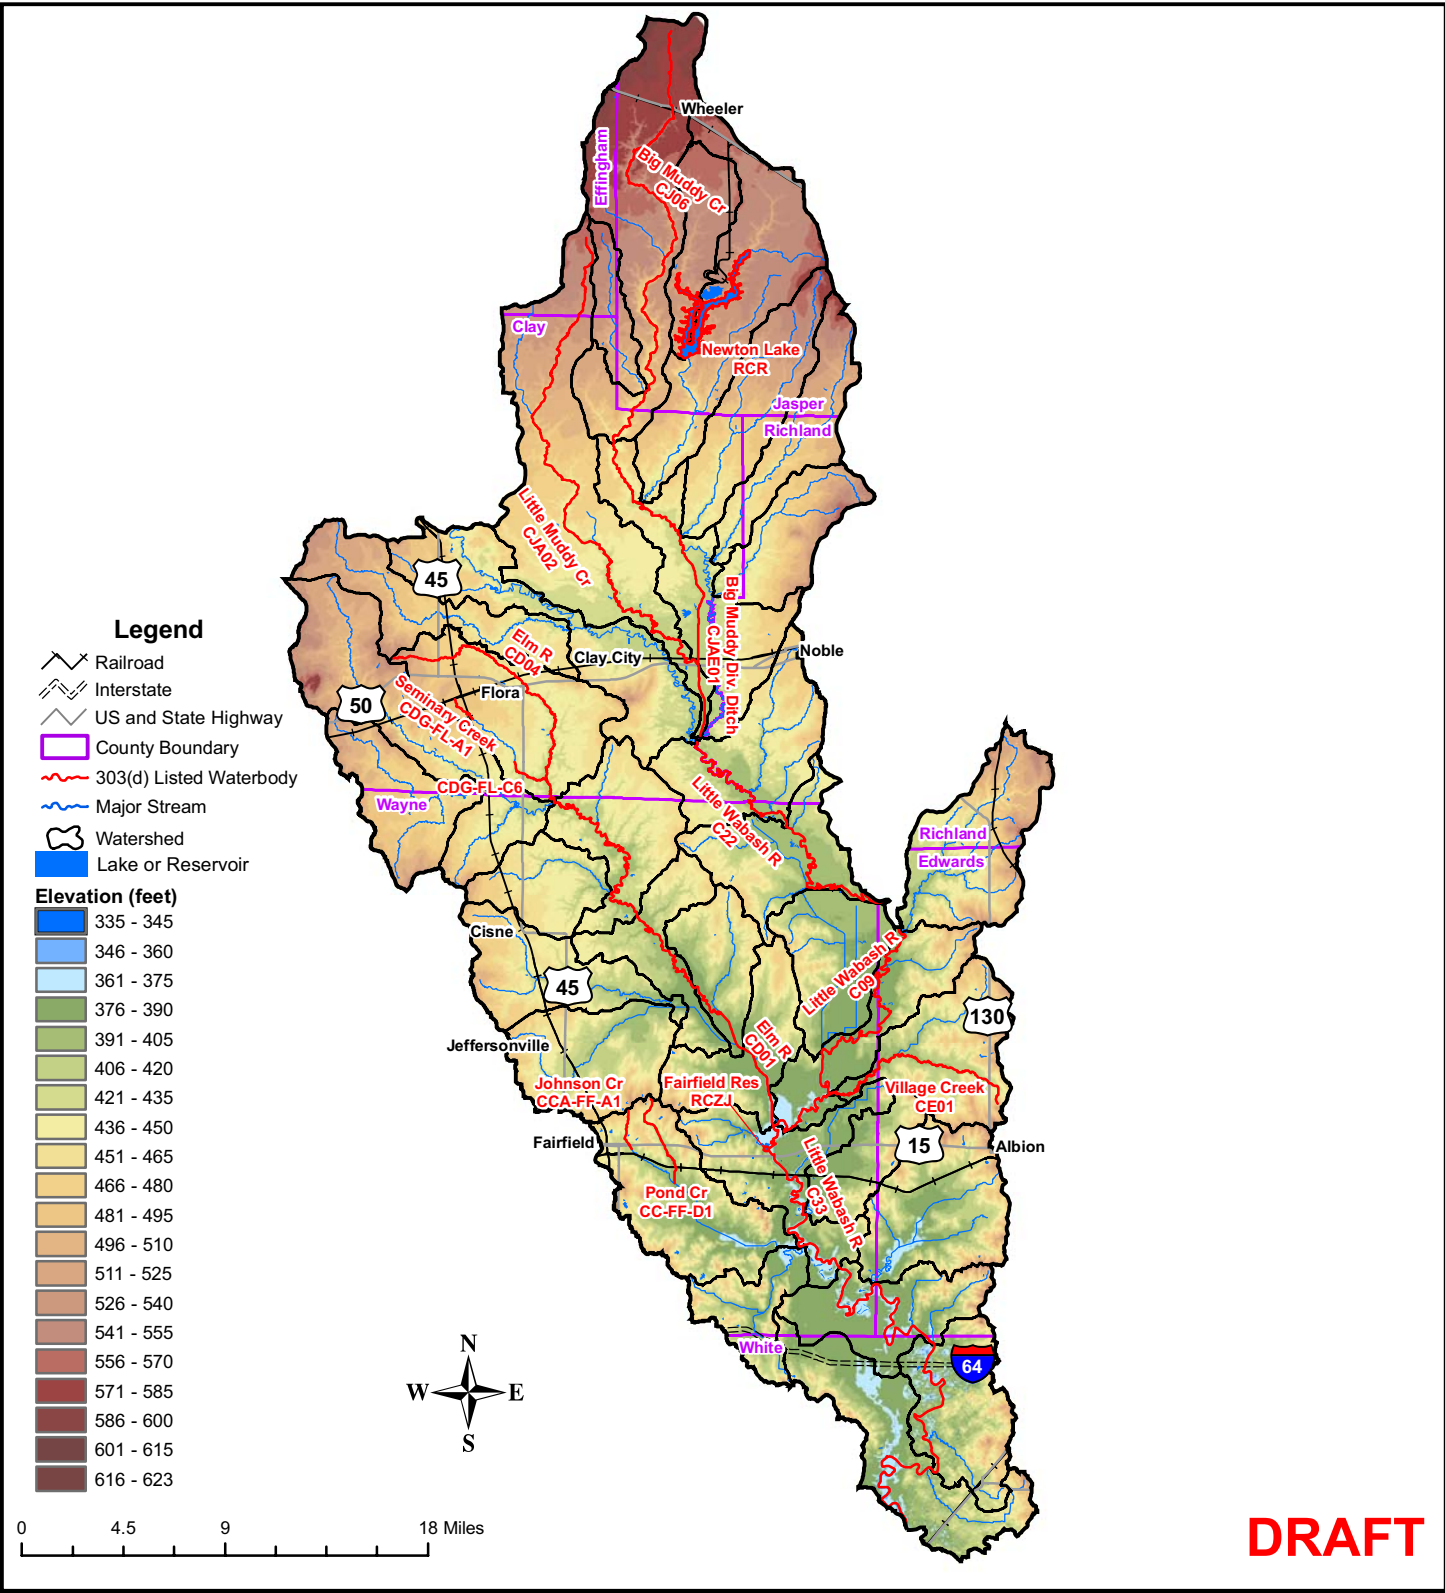 Wheeler
Effingham
Big Muddy Cr
CJ06
Clay
Newton Lake
RCR
Jasper
Richland
Little Muddy Cr
CJA02
45
Big Muddy Div. Ditch
CJAE01
Elm R
CD04
Clay City
Noble
Flora
50
Seminary Creek
CDG-FL-A1
CDG-FL-C6
Wayne
Little Wabash R
C22
Richland
Edwards
Cisne
45
Little Wabash R
C09
130
Elm R
CD01
Jeffersonville
Johnson Cr
CCA-FF-A1
Fairfield Res
RCZJ
Village Creek
CE01
Fairfield
15
Albion
Little Wabash R
C33
Pond Cr
CC-FF-D1
White
64
Legend
Railroad
Interstate
US and State Highway
County Boundary
303(d) Listed Waterbody
Major Stream
Watershed
Lake or Reservoir
Elevation (feet)
335 - 345
346 - 360
361 - 375
376 - 390
391 - 405
406 - 420
421 - 435
436 - 450
451 - 465
466 - 480
481 - 495
496 - 510
511 - 525
526 - 540
541 - 555
556 - 570
571 - 585
586 - 600
601 - 615
616 - 623
N
W E
S
0 4.5 9 18 Miles
DRAFT